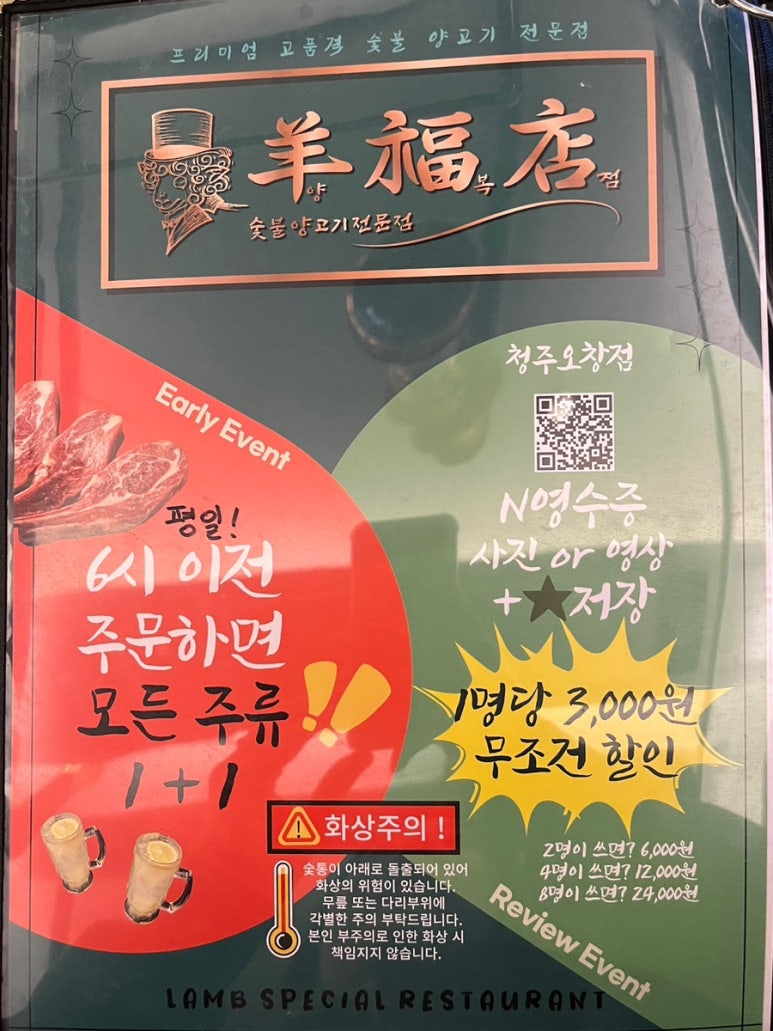 프리미엄 고품격 숯불 양고기 전문점
羊양 福복 店점
숯불양고기전문점
Early Event
평일!
6시 이전
주문하면
모든 주류
1+1
청주오창점
N영수증
사진 or 영상
+★저장
1명당 3,000원
무조건 할인
2명이 쓰면? 6,000원
4명이 쓰면? 12,000원
8명이 쓰면? 24,000원
Review Event
화상주의 !
숯통이 아래로 돌출되어 있어
화상의 위험이 있습니다.
무릎 또는 다리부위에
각별한 주의 부탁드립니다.
본인 부주의로 인한 화상 시
책임지지 않습니다.
LAMB SPECIAL RESTAURANT